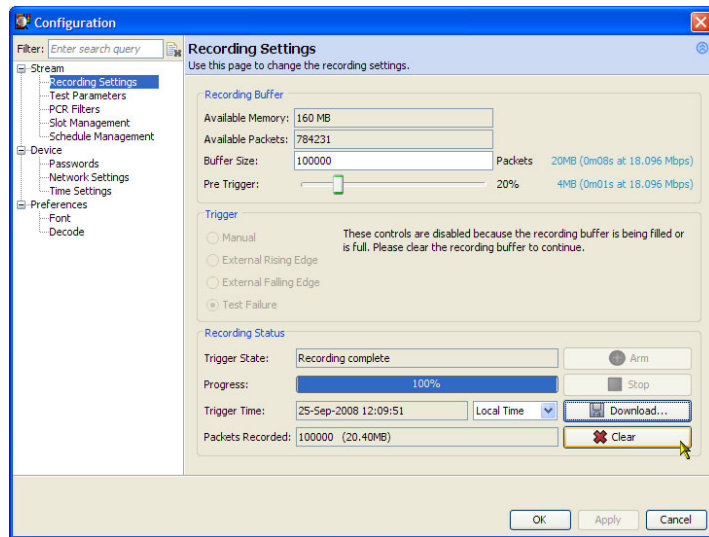 Configuration
Filter: Enter search query
Stream
Recording Settings
Test Parameters
PCR Filters
Slot Management
Schedule Management
Device
Passwords
Network Settings
Time Settings
Preferences
Font
Decode
Recording Settings
Use this page to change the recording settings.
Recording Buffer
Available Memory: 160 MB
Available Packets: 784231
Buffer Size: 100000 Packets 20MB (0m08s at 18.096 Mbps)
Pre Trigger: 20% 4MB (0m01s at 18.096 Mbps)
Trigger
Manual
External Rising Edge
External Falling Edge
Test Failure
These controls are disabled because the recording buffer is being filled or
is full. Please clear the recording buffer to continue.
Recording Status
Trigger State: Recording complete Arm
Progress: 100% Stop
Trigger Time: 25-Sep-2008 12:09:51 Local Time Download...
Packets Recorded: 100000 (20.40MB) Clear
OK Apply Cancel